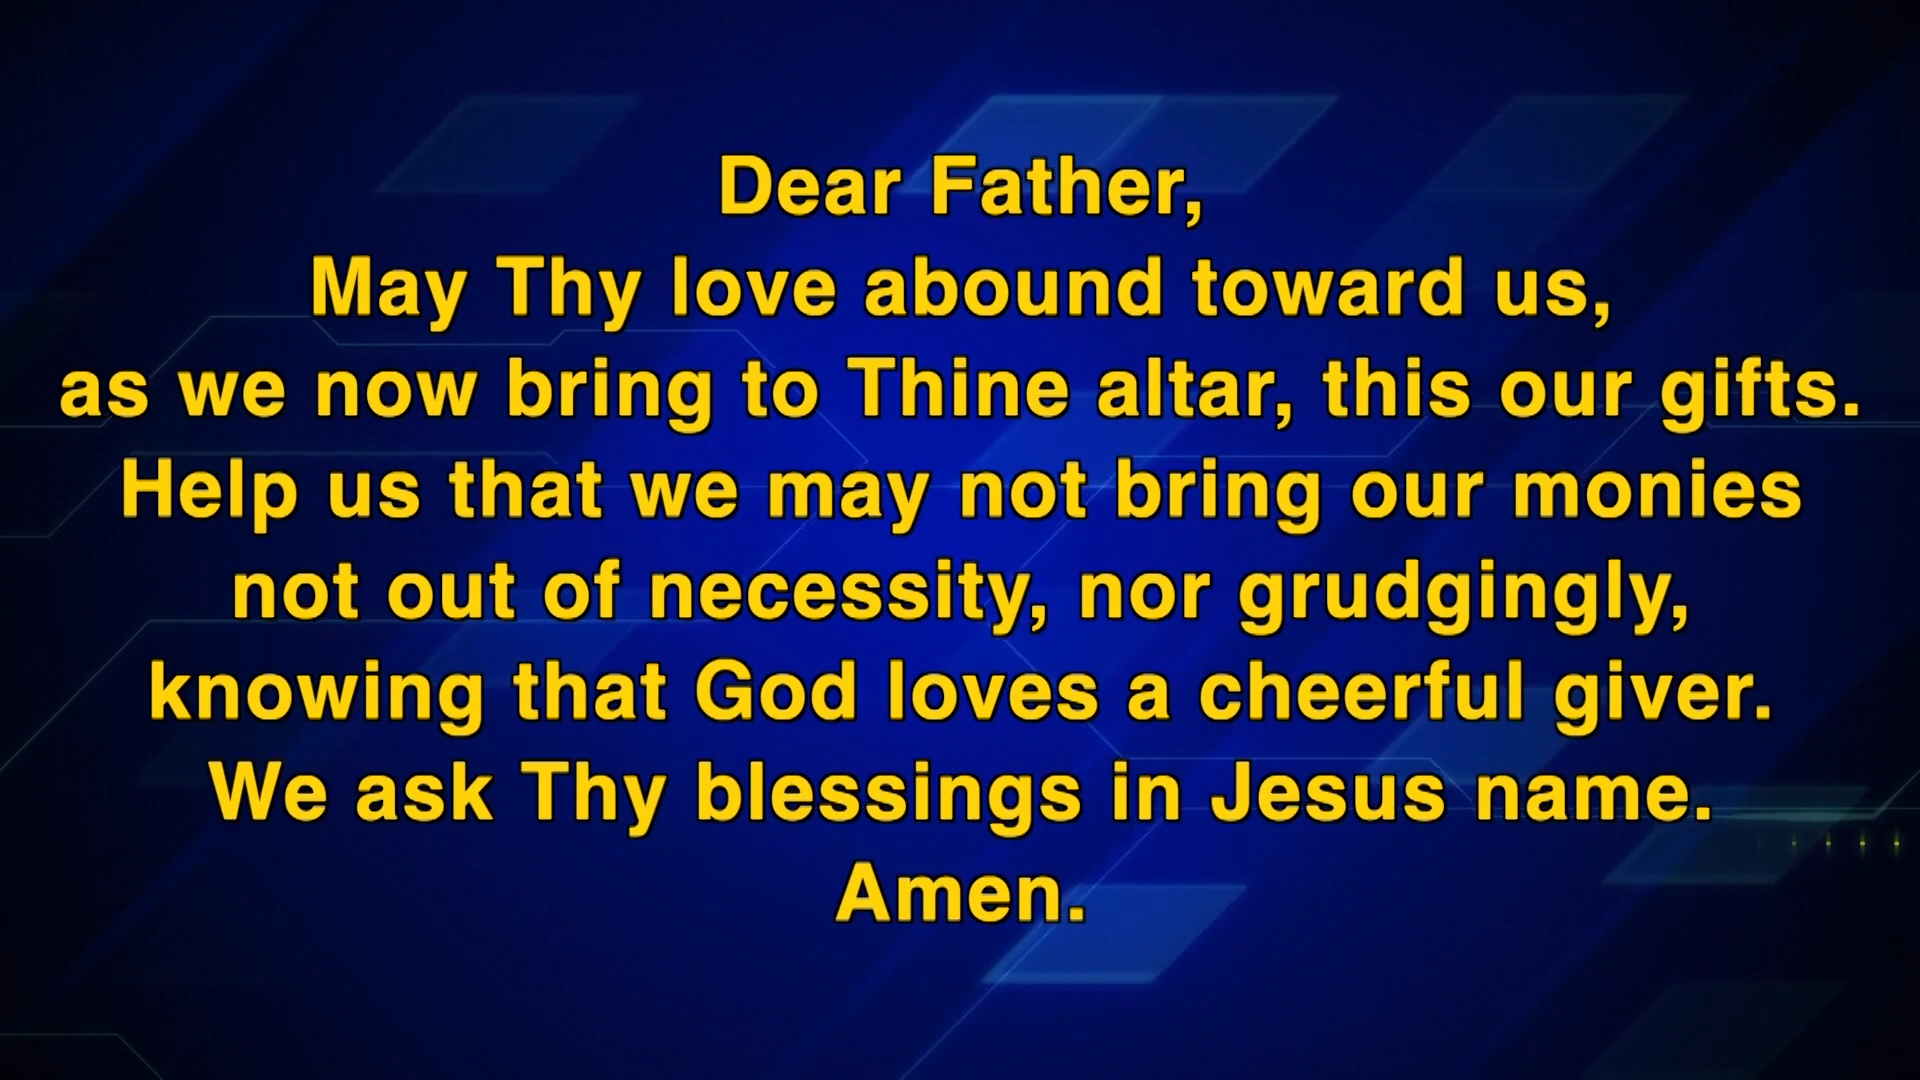 Dear Father,
May Thy love abound toward us,
as we now bring to Thine altar, this our gifts.
Help us that we may not bring our monies
not out of necessity, nor grudgingly,
knowing that God loves a cheerful giver.
We ask Thy blessings in Jesus name.
Amen.